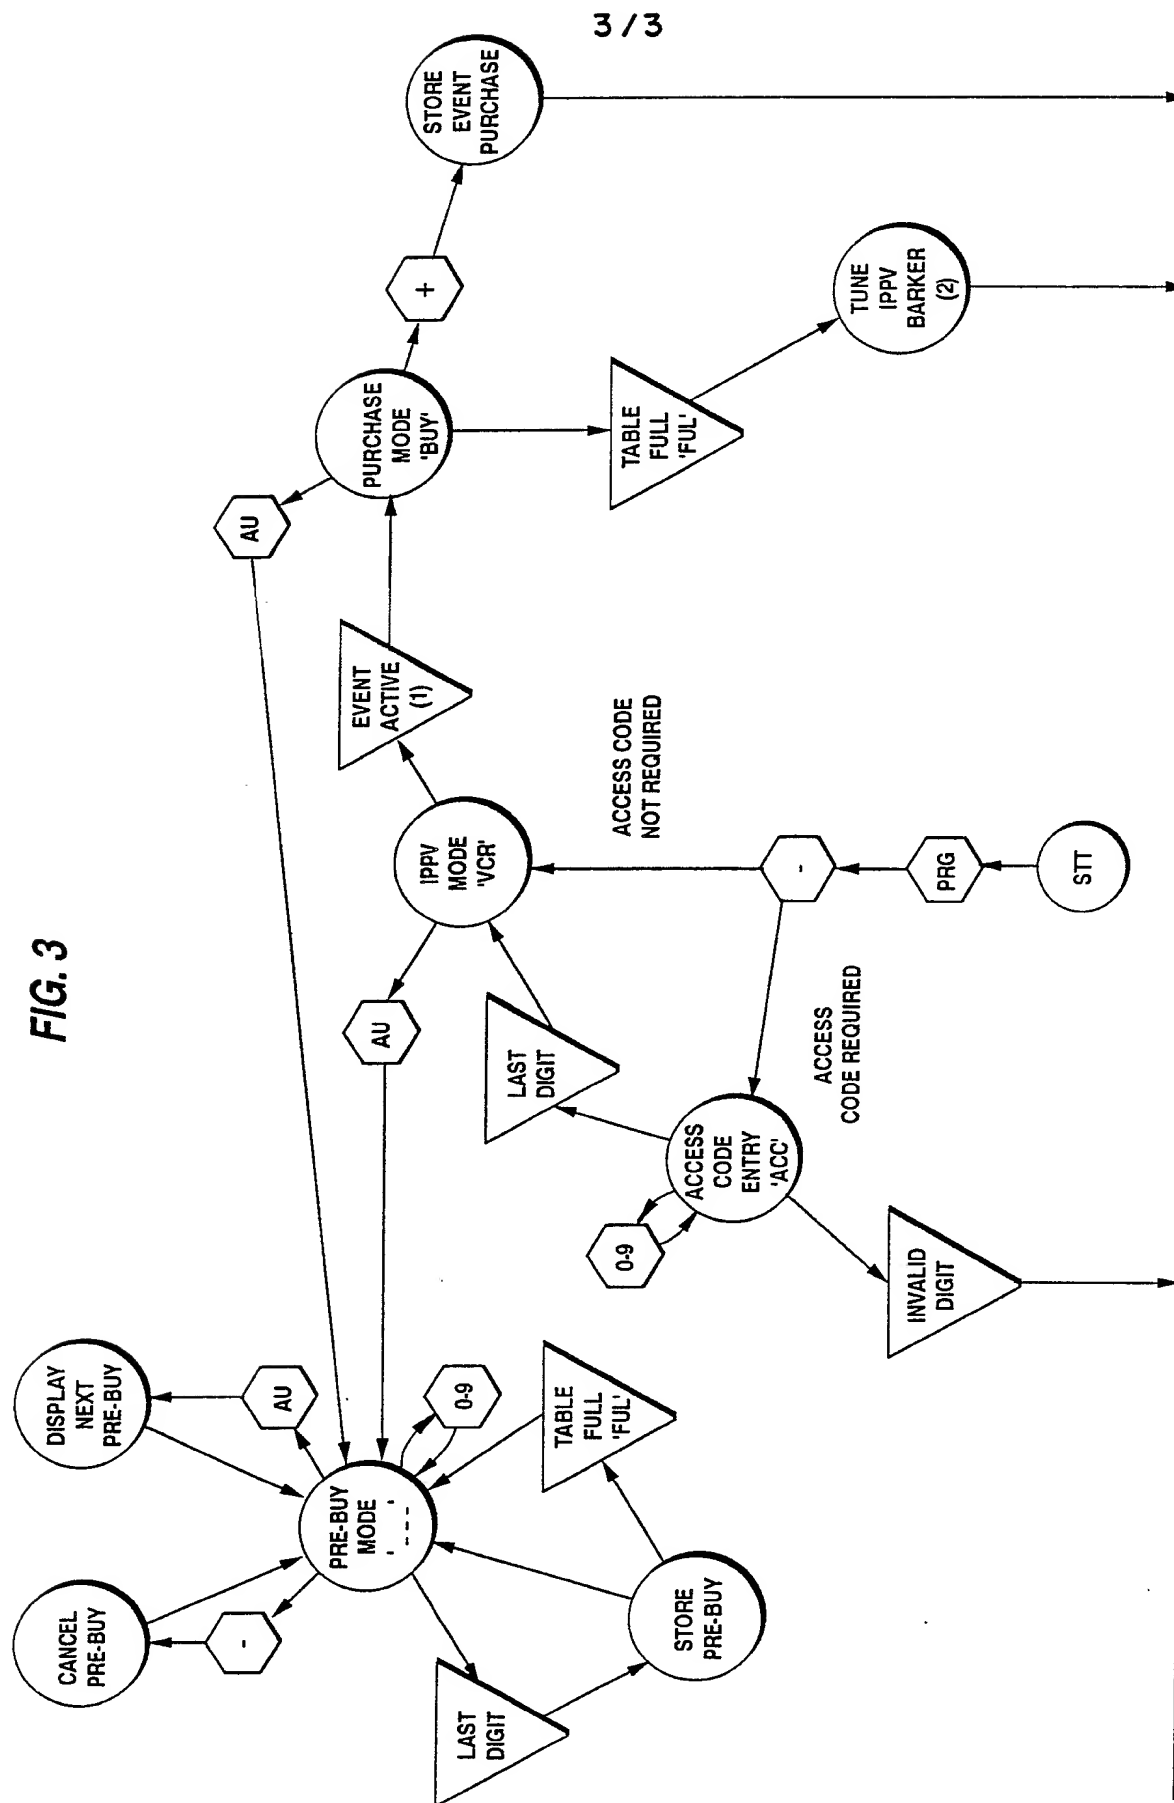 3/3
FIG. 3
CANCEL
PRE-BUY
-
DISPLAY
NEXT
PRE-BUY
AU
PRE-BUY
MODE
' --- '
0-9
LAST
DIGIT
STORE
PRE-BUY
TABLE
FULL
'FUL'
AU
AU
IPPV
MODE
'VCR'
EVENT
ACTIVE
(1)
PURCHASE
MODE
'BUY'
+
STORE
EVENT
PURCHASE
TABLE
FULL
'FUL'
TUNE
IPPV
BARKER
(2)
LAST
DIGIT
0-9
ACCESS
CODE
ENTRY
'ACC'
INVALID
DIGIT
ACCESS
CODE REQUIRED
ACCESS CODE
NOT REQUIRED
-
PRG
STT